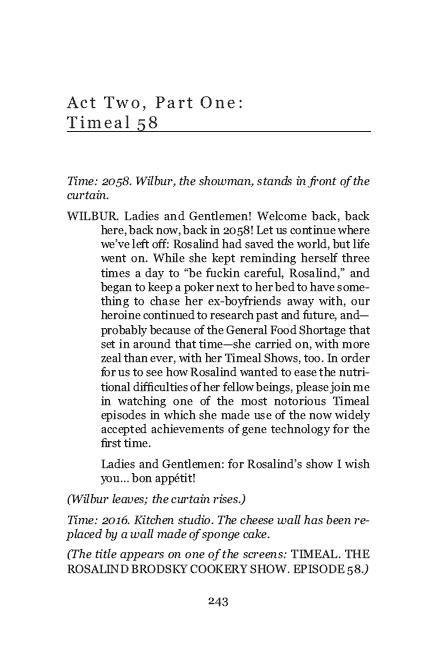 Act Two, Part One:
Timeal 58
Time: 2058. Wilbur, the showman, stands in front of the
curtain.
WILBUR. Ladies and Gentlemen! Welcome back, back
here, back now, back in 2058! Let us continue where
we’ve left off: Rosalind had saved the world, but life
went on. While she kept reminding herself three
times a day to “be fuckin careful, Rosalind,” and
began to keep a poker next to her bed to have some-
thing to chase her ex-boyfriends away with, our
heroine continued to research past and future, and—
probably because of the General Food Shortage that
set in around that time—she carried on, with more
zeal than ever, with her Timeal Shows, too. In order
for us to see how Rosalind wanted to ease the nutri-
tional difficulties of her fellow beings, please join me
in watching one of the most notorious Timeal
episodes in which she made use of the now widely
accepted achievements of gene technology for the
first time.
Ladies and Gentlemen: for Rosalind’s show I wish
you… bon appétit!
(Wilbur leaves; the curtain rises.)
Time: 2016. Kitchen studio. The cheese wall has been re-
placed by a wall made of sponge cake.
(The title appears on one of the screens: TIMEAL. THE
ROSALIND BRODSKY COOKERY SHOW. EPISODE 58.)
243